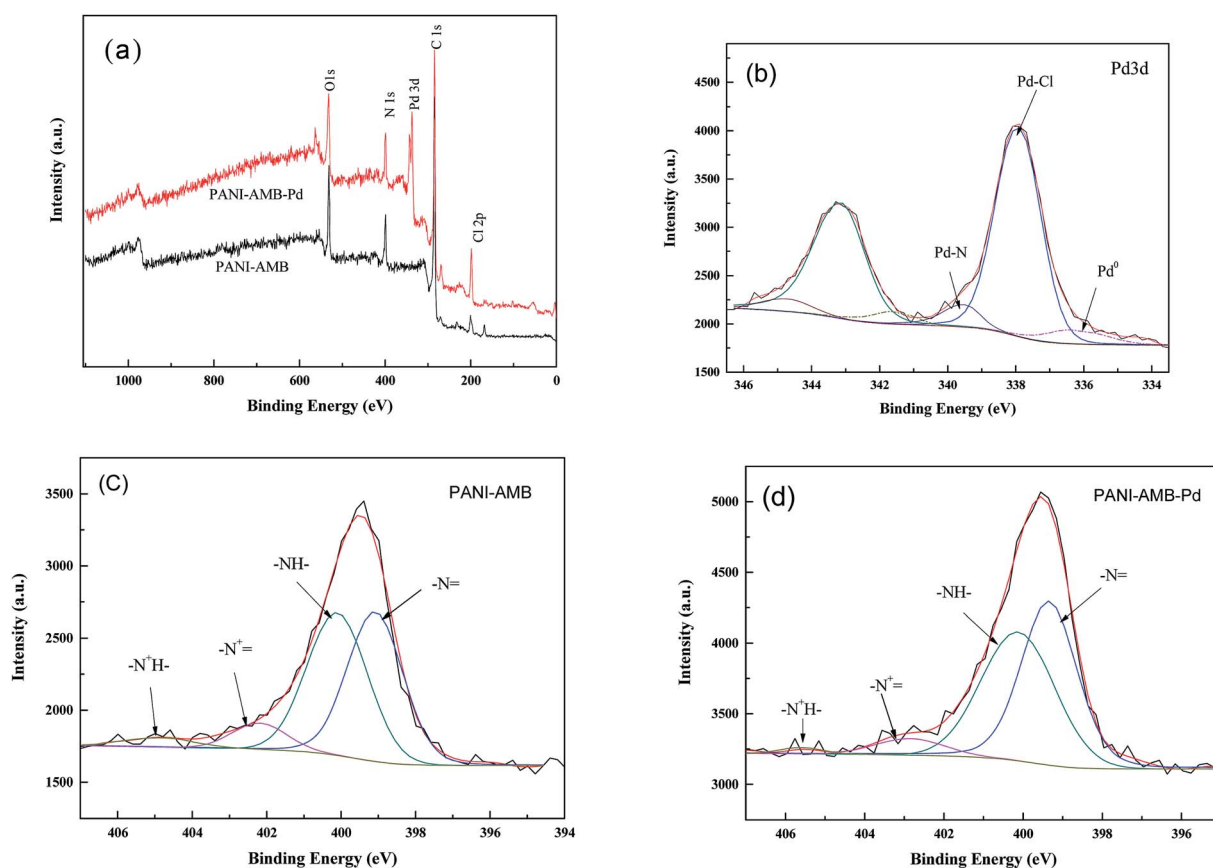 (a)
O1s
N 1s
Pd 3d
C 1s
Cl 2p
PANI-AMB-Pd
PANI-AMB
Intensity (a.u.)
1000 800 600 400 200 0
Binding Energy (eV)
(b)
Pd3d
Pd-Cl
Pd-N
Pd⁰
Intensity (a.u.)
4500
4000
3500
3000
2500
2000
1500
346 344 342 340 338 336 334
Binding Energy (eV)
(C)
PANI-AMB
-NH-
-N=
-N⁺=
-N⁺H-
Intensity (a.u.)
3500
3000
2500
2000
1500
406 404 402 400 398 396 394
Binding Energy (eV)
(d)
PANI-AMB-Pd
-NH-
-N=
-N⁺=
-N⁺H-
Intensity (a.u.)
5000
4500
4000
3500
3000
406 404 402 400 398 396
Binding Energy (eV)